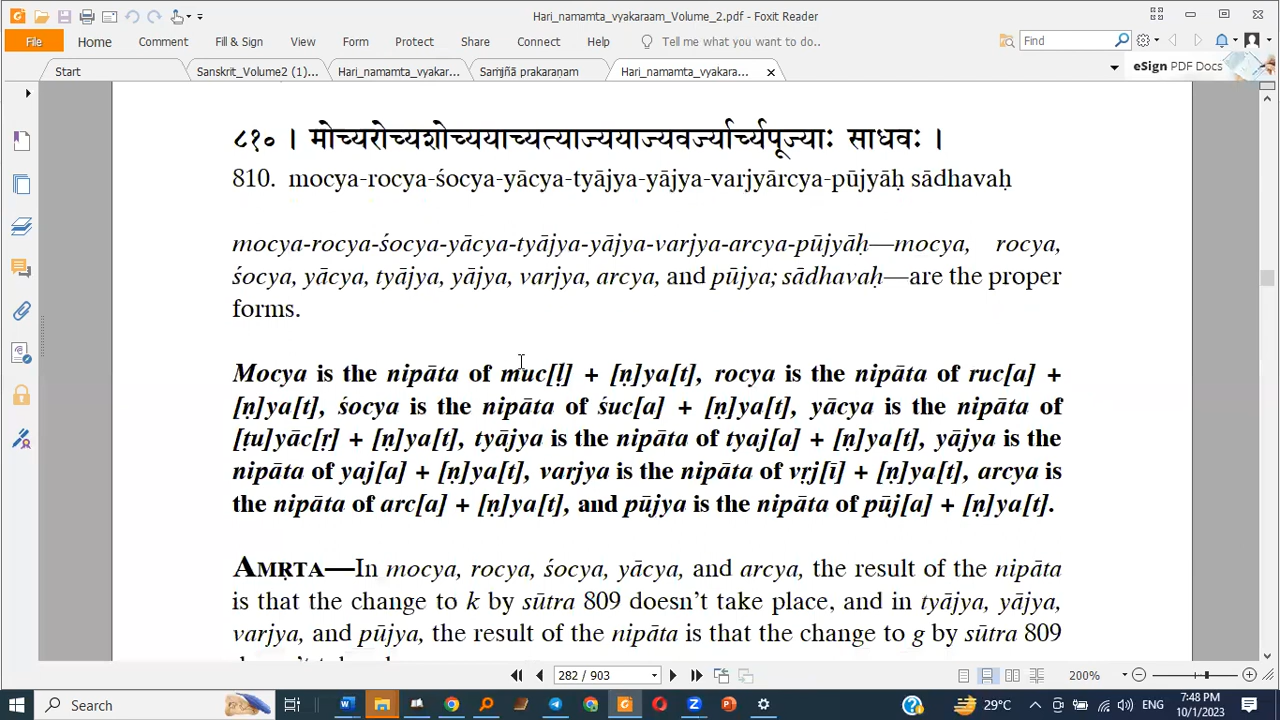 Hari_namamta_vyakaraam_Volume_2.pdf - Foxit Reader
File Home Comment Fill & Sign View Form Protect Share Connect Help Tell me what you want to do.. Find
Start Sanskrit_Volume2 (1)... Hari_namamta_vyakar... Saṁjñā prakaraṇam Hari_namamta_vyakara... eSign PDF Docs
८१० । मोच्यरोच्यशोच्ययाच्यत्याज्ययाज्यवर्ज्यार्च्यपूज्याः साधवः ।
810. mocya-rocya-śocya-yācya-tyājya-yājya-varjyārcya-pūjyāḥ sādhavaḥ
mocya-rocya-śocya-yācya-tyājya-yājya-varjya-arcya-pūjyāḥ—mocya, rocya,
śocya, yācya, tyājya, yājya, varjya, arcya, and pūjya; sādhavaḥ—are the proper
forms.
Mocya is the nipāta of muc[ḷ] + [ṇ]ya[t], rocya is the nipāta of ruc[a] +
[ṇ]ya[t], śocya is the nipāta of śuc[a] + [ṇ]ya[t], yācya is the nipāta of
[ṭu]yāc[ṛ] + [ṇ]ya[t], tyājya is the nipāta of tyaj[a] + [ṇ]ya[t], yājya is the
nipāta of yaj[a] + [ṇ]ya[t], varjya is the nipāta of vṛj[ī] + [ṇ]ya[t], arcya is
the nipāta of arc[a] + [ṇ]ya[t], and pūjya is the nipāta of pūj[a] + [ṇ]ya[t].
AMṚTA—In mocya, rocya, śocya, yācya, and arcya, the result of the nipāta
is that the change to k by sūtra 809 doesn't take place, and in tyājya, yājya,
varjya, and pūjya, the result of the nipāta is that the change to g by sūtra 809
282 / 903 200%
Search 29°C 7:48 PM
10/1/2023